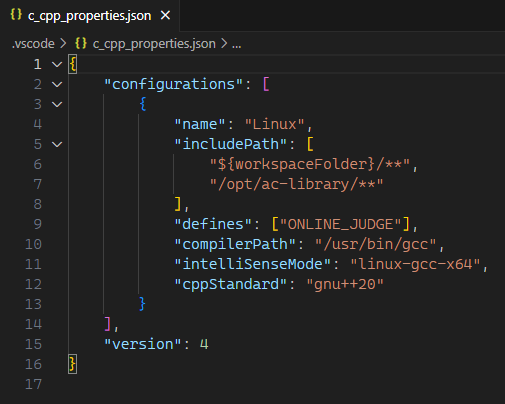 {} c_cpp_properties.json ×
.vscode > {} c_cpp_properties.json > ...
1 {
2     "configurations": [
3         {
4             "name": "Linux",
5             "includePath": [
6                 "${workspaceFolder}/**",
7                 "/opt/ac-library/**"
8             ],
9             "defines": ["ONLINE_JUDGE"],
10             "compilerPath": "/usr/bin/gcc",
11             "intelliSenseMode": "linux-gcc-x64",
12             "cppStandard": "gnu++20"
13         }
14     ],
15     "version": 4
16 }
17